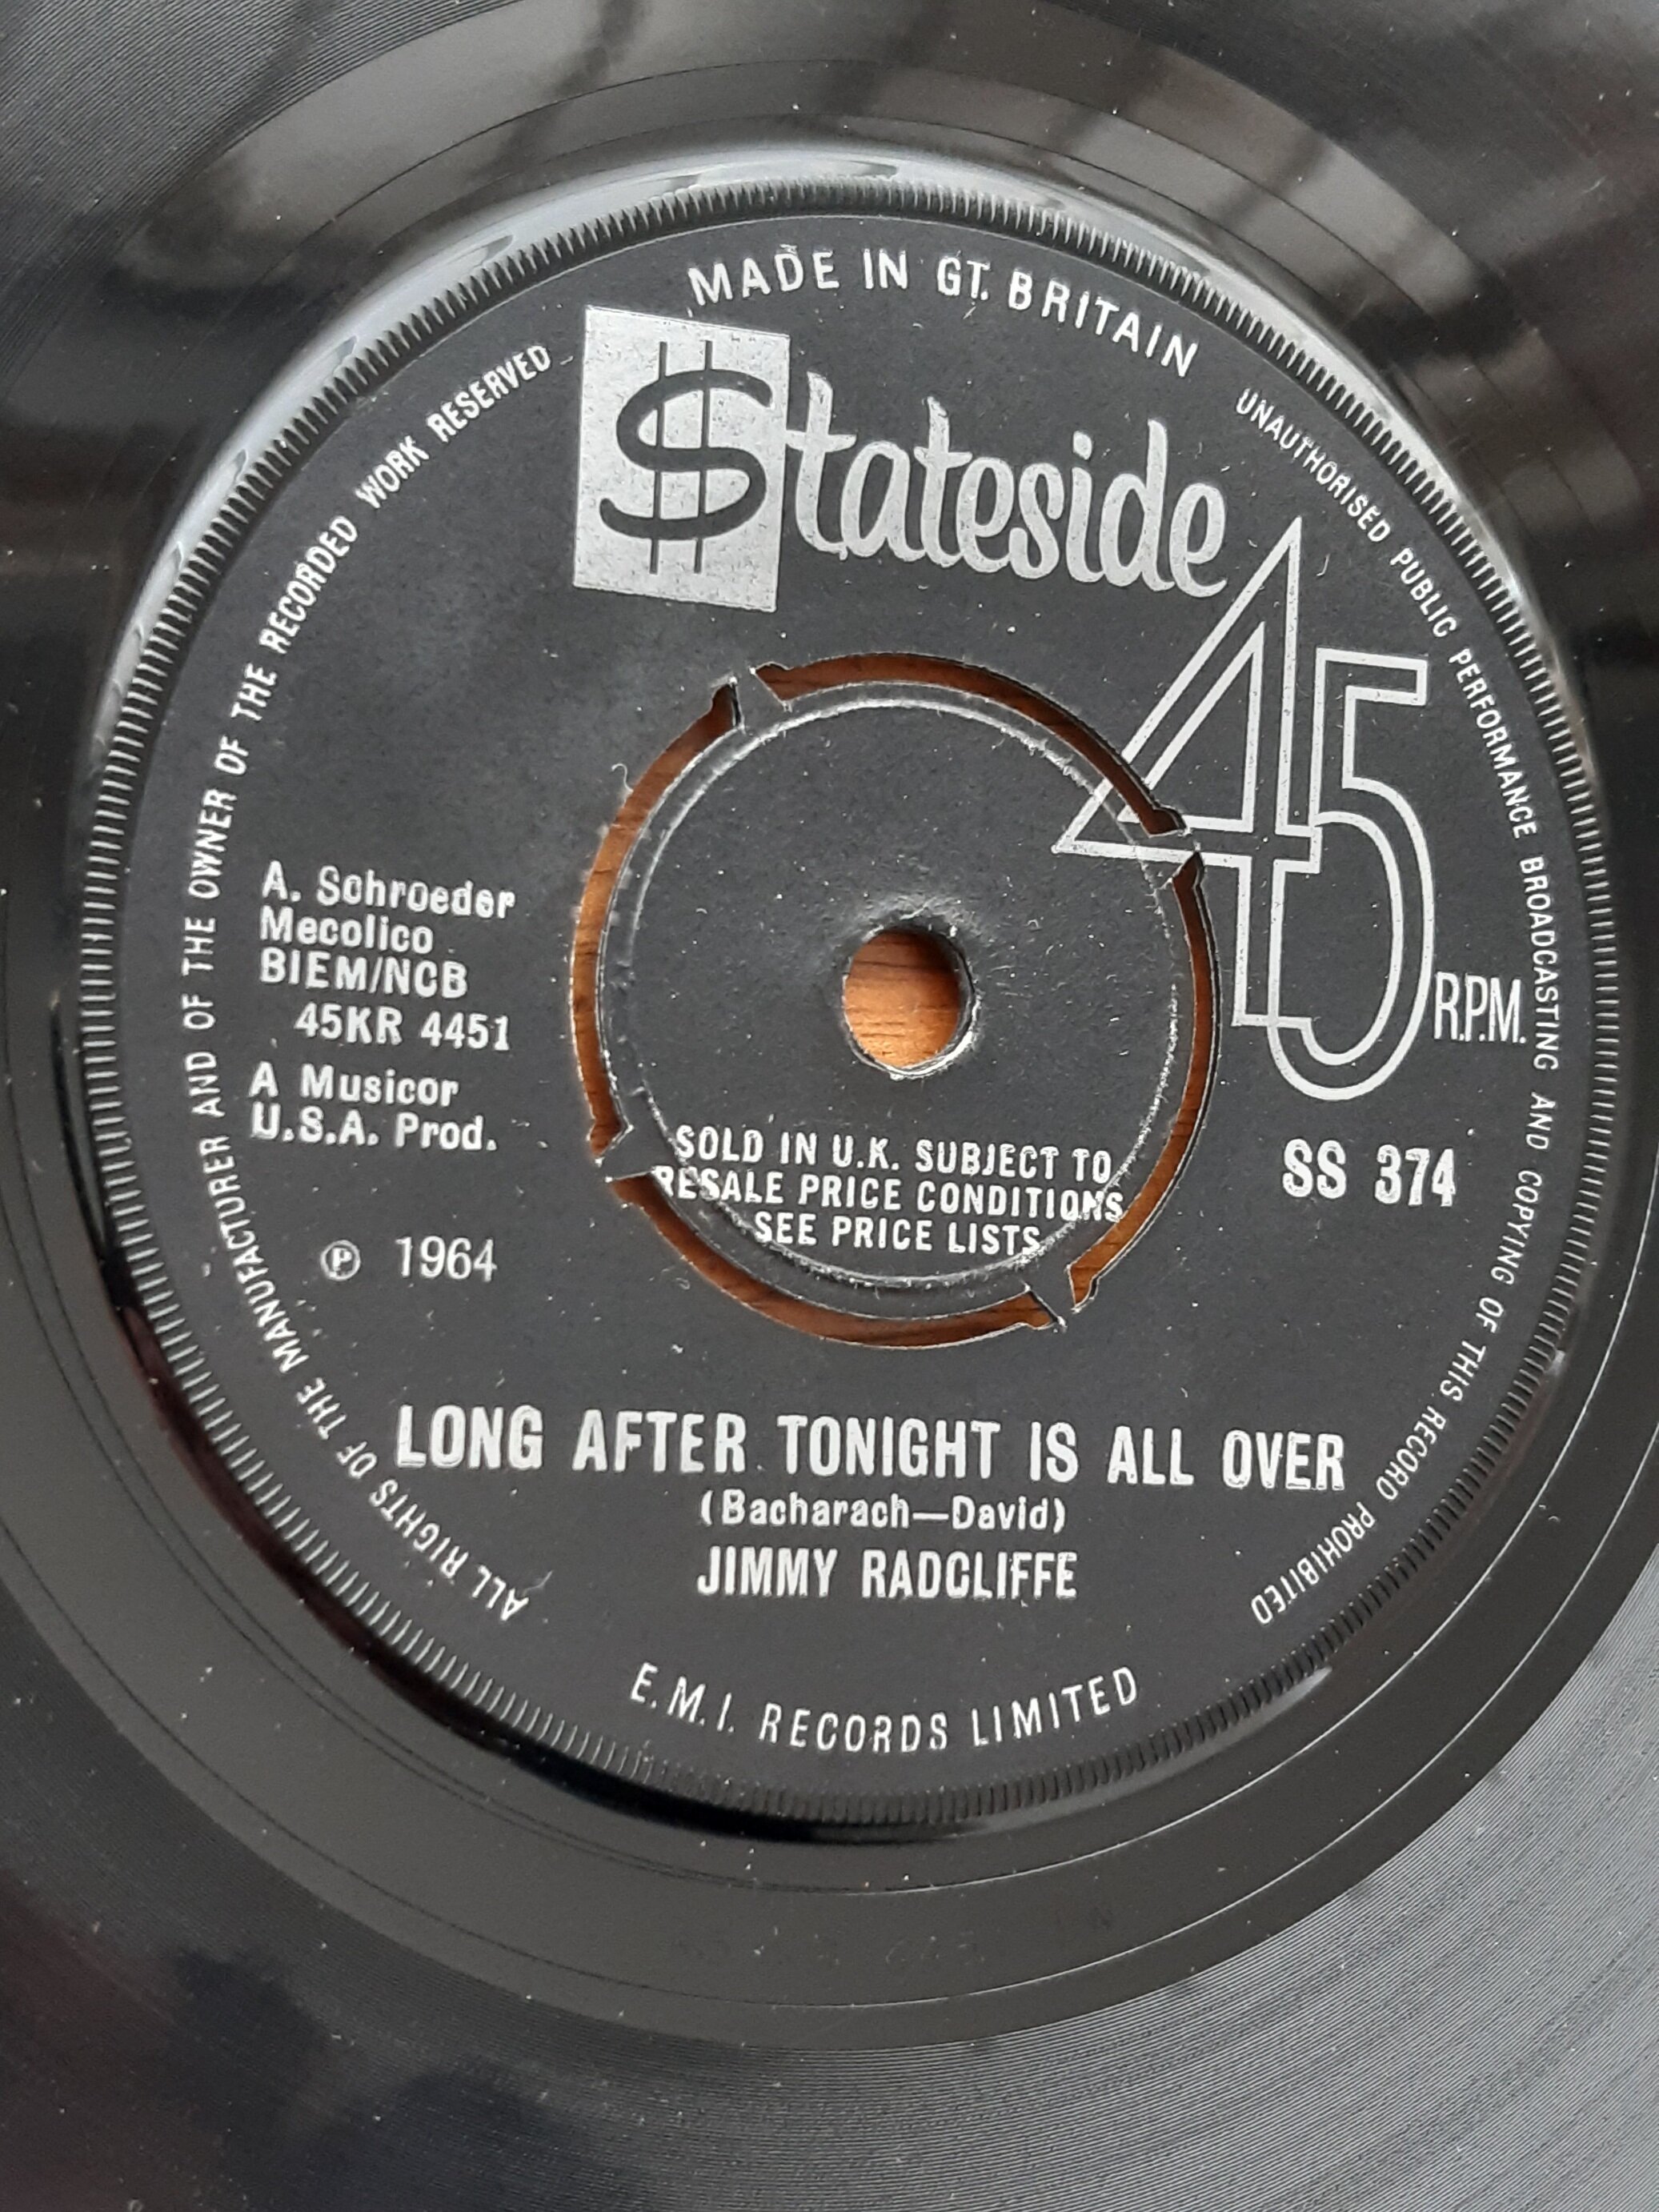 MADE IN GT. BRITAIN
UNAUTHORISED PUBLIC PERFORMANCE BROADCASTING AND COPYING OF THIS RECORD PROHIBITED
ALL RIGHTS OF THE MANUFACTURER AND OF THE OWNER OF THE RECORDED WORK RESERVED
$tateside
45 R.P.M.
A. Schroeder
Mecolico
BIEM/NCB
45KR 4451
A Musicor
U.S.A. Prod.
℗ 1964
SOLD IN U.K. SUBJECT TO
RESALE PRICE CONDITIONS
SEE PRICE LISTS
SS 374
LONG AFTER TONIGHT IS ALL OVER
(Bacharach—David)
JIMMY RADCLIFFE
E.M.I. RECORDS LIMITED